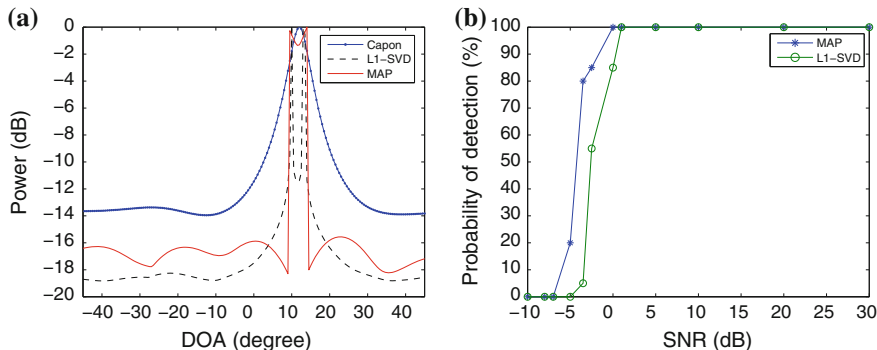 (a)
0
−2
−4
−6
−8
−10
−12
−14
−16
−18
−20
Power (dB)
Capon
L1−SVD
MAP
−40 −30 −20 −10 0 10 20 30 40
DOA (degree)
(b)
100
90
80
70
60
50
40
30
20
10
0
Probability of detection (%)
MAP
L1−SVD
−10 −5 0 5 10 15 20 25 30
SNR (dB)